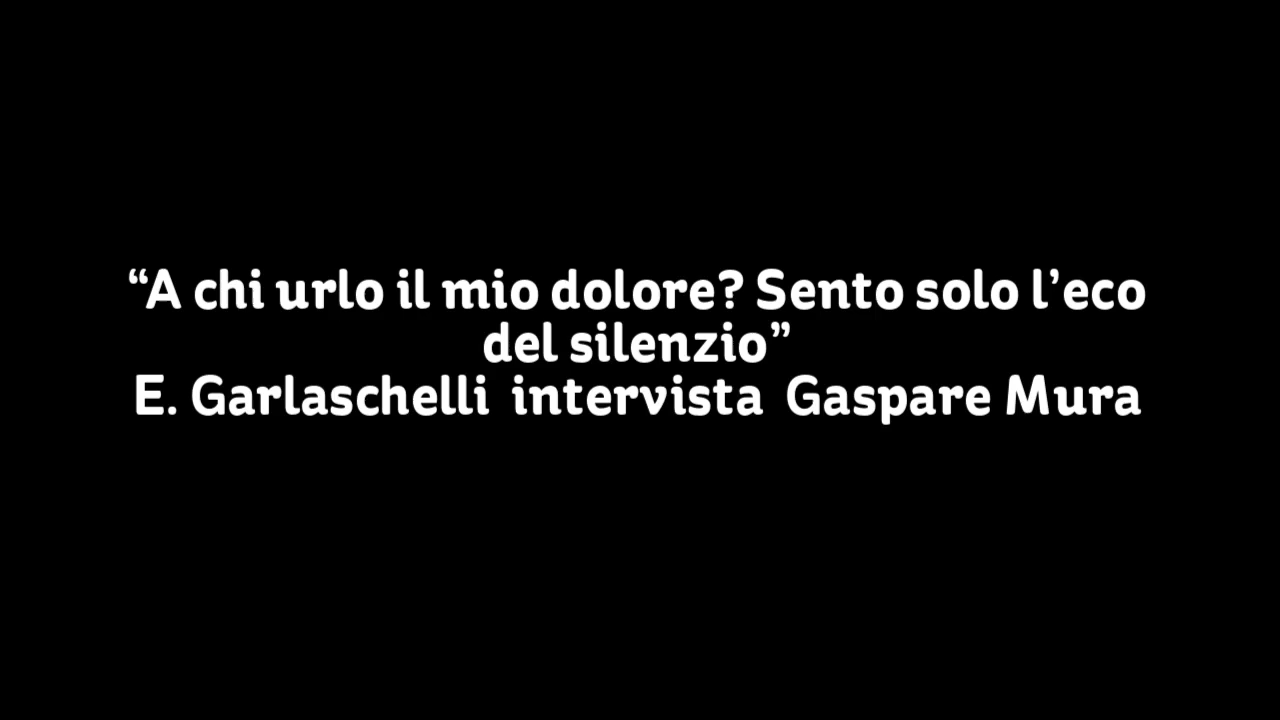 “A chi urlo il mio dolore? Sento solo l’eco
del silenzio”
E. Garlaschelli intervista Gaspare Mura